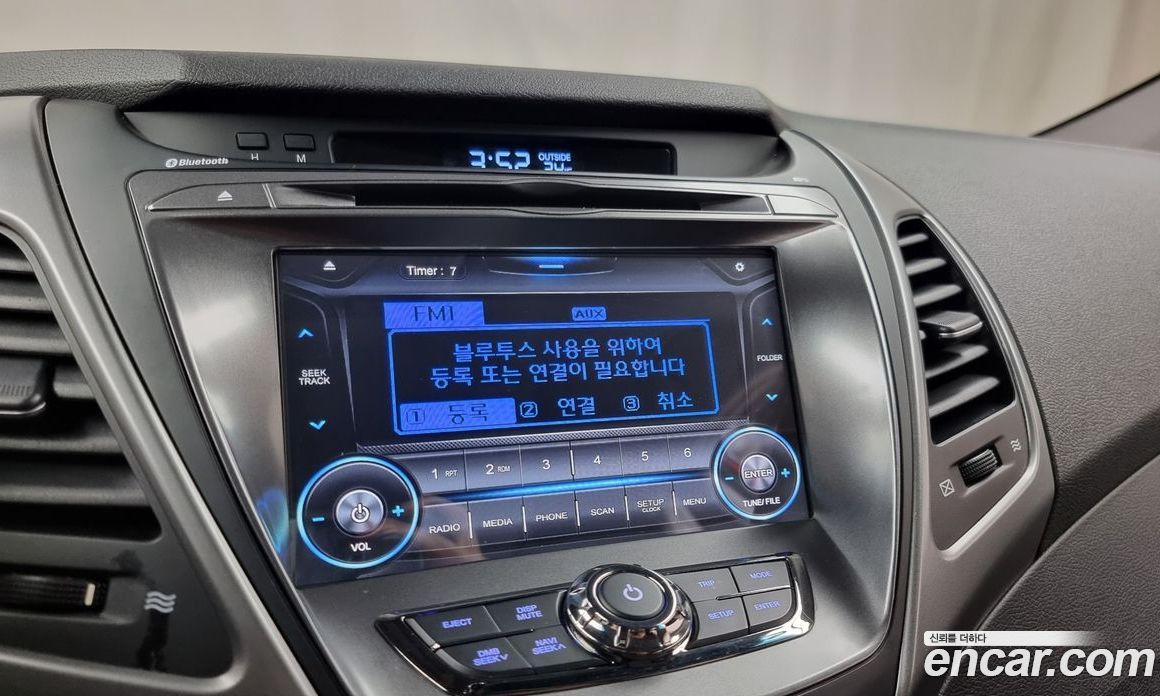 Bluetooth
H
M
3:52
OUTSIDE
Timer : 7
FM1
AUX
SEEK
TRACK
FOLDER
블루투스 사용을 위하여
등록 또는 연결이 필요합니다
1 등록 2 연결 3 취소
1 RPT 2 RDM 3 4 5 6
RADIO MEDIA PHONE SCAN SETUP CLOCK MENU
- + VOL
- ENTER +
TUNE/FILE
EJECT DISP MUTE TRIP MODE
DMB SEEK∨ NAVI SEEK∧ SETUP ENTER
신뢰를 더하다
encar.com